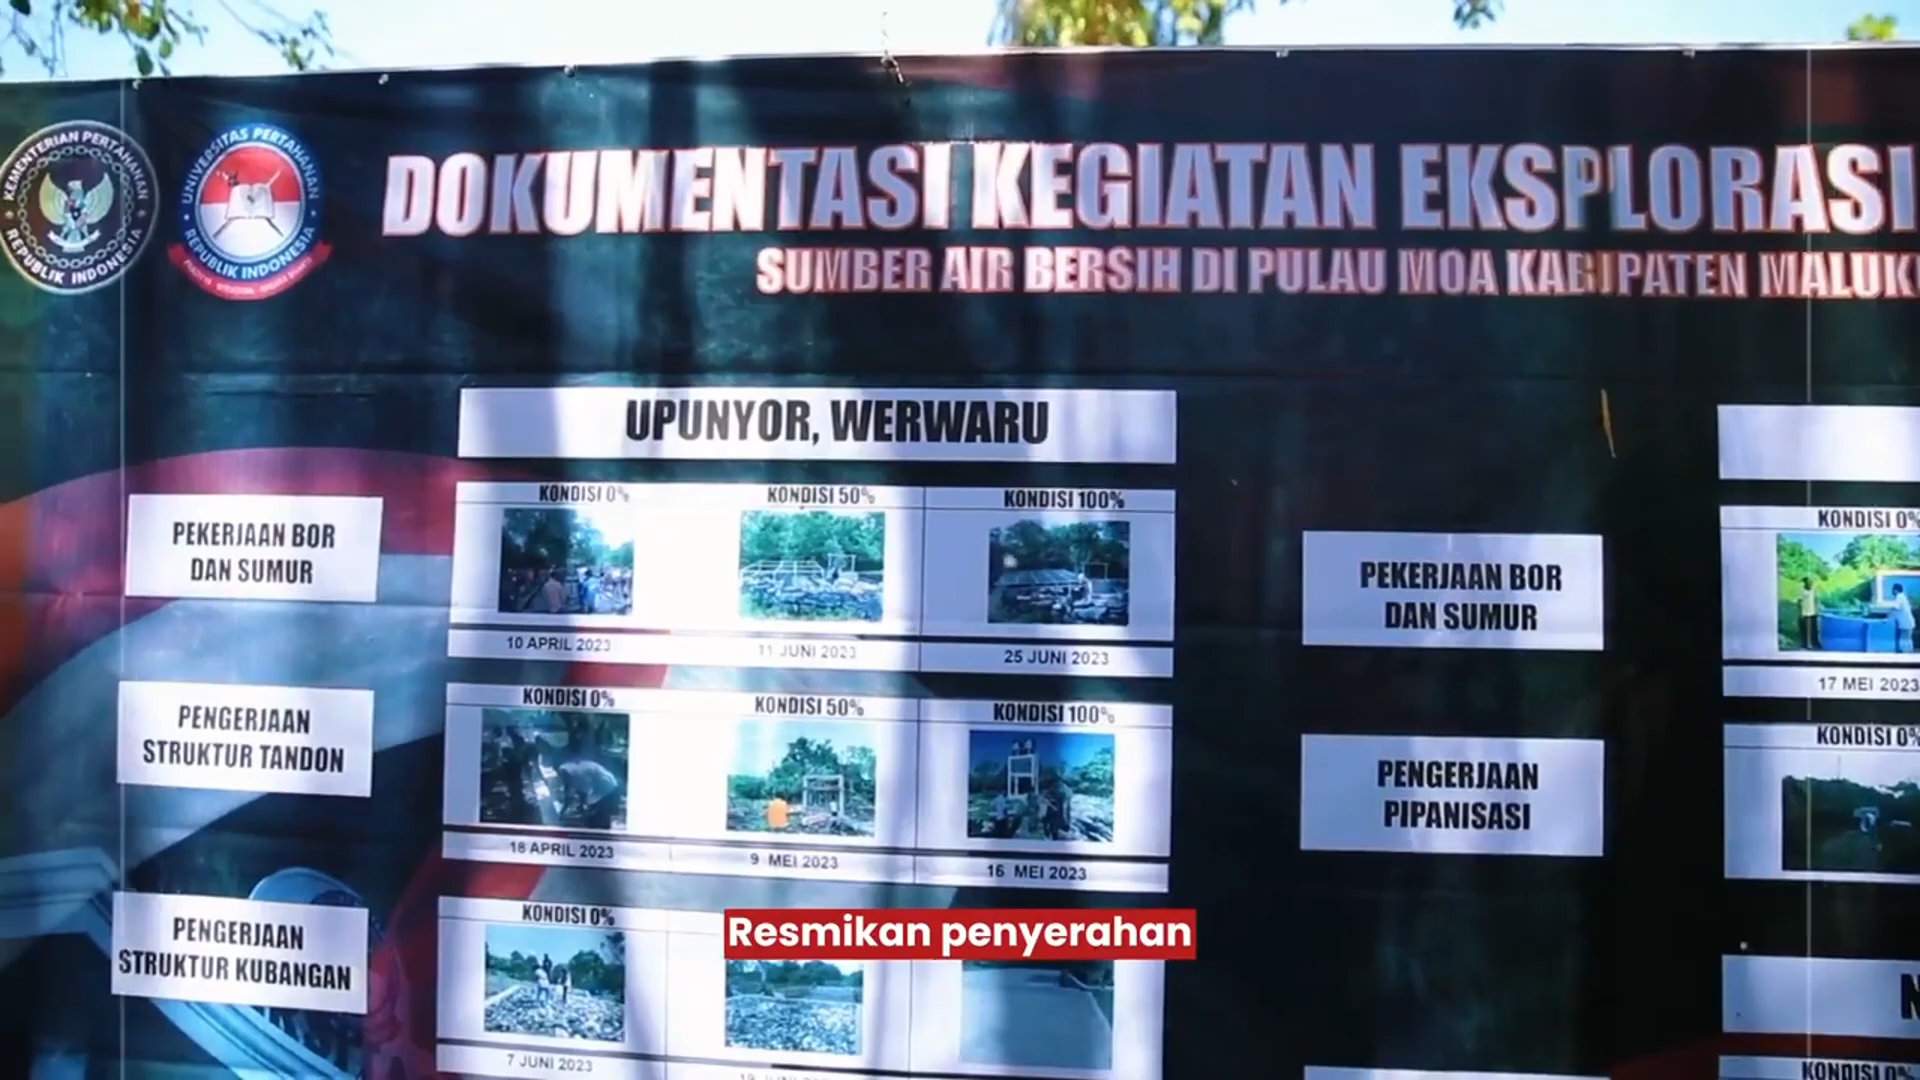 KEMENTERIAN PERTAHANAN
REPUBLIK INDONESIA
UNIVERSITAS PERTAHANAN
REPUBLIK INDONESIA
DOKUMENTASI KEGIATAN EKSPLORASI
SUMBER AIR BERSIH DI PULAU MOA KABUPATEN MALUKU
UPUNYOR, WERWARU
PEKERJAAN BOR
DAN SUMUR
KONDISI 0% KONDISI 50% KONDISI 100%
10 APRIL 2023 11 JUNI 2023 25 JUNI 2023
PENGERJAAN
STRUKTUR TANDON
KONDISI 0% KONDISI 50% KONDISI 100%
18 APRIL 2023 9 MEI 2023 16 MEI 2023
PENGERJAAN
STRUKTUR KUBANGAN
KONDISI 0%
7 JUNI 2023
PEKERJAAN BOR
DAN SUMUR
KONDISI 0%
17 MEI 2023
PENGERJAAN
PIPANISASI
KONDISI 0%
KONDISI 0%
Resmikan penyerahan